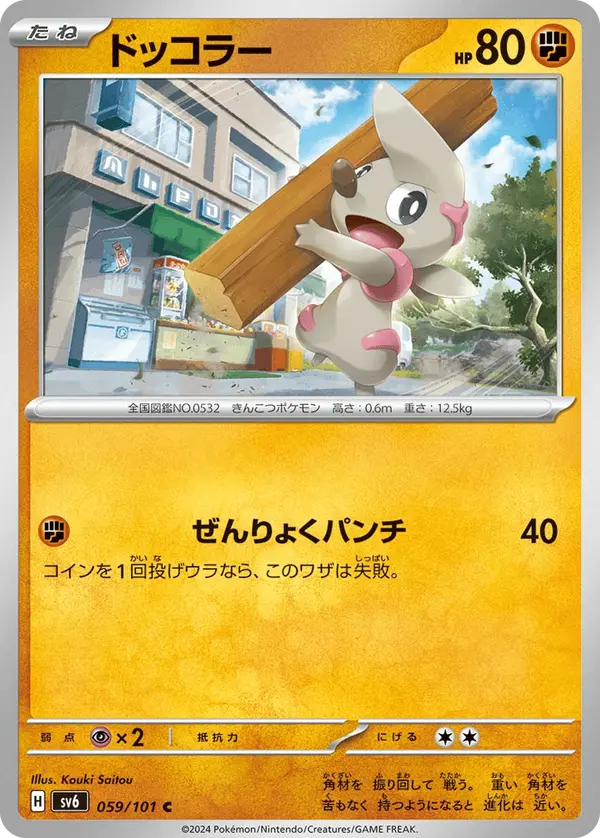 たね
ドッコラー
HP 80
全国図鑑NO.0532 きんこつポケモン 高さ：0.6m 重さ：12.5kg
ぜんりょくパンチ 40
コインを1回投げウラなら、このワザは失敗。
弱点 ×2 抵抗力 にげる
Illus. Kouki Saitou
角材を 振り回して 戦う。 重い 角材を
苦もなく 持つようになると 進化は 近い。
H sv6 059/101 C
©2024 Pokémon/Nintendo/Creatures/GAME FREAK.